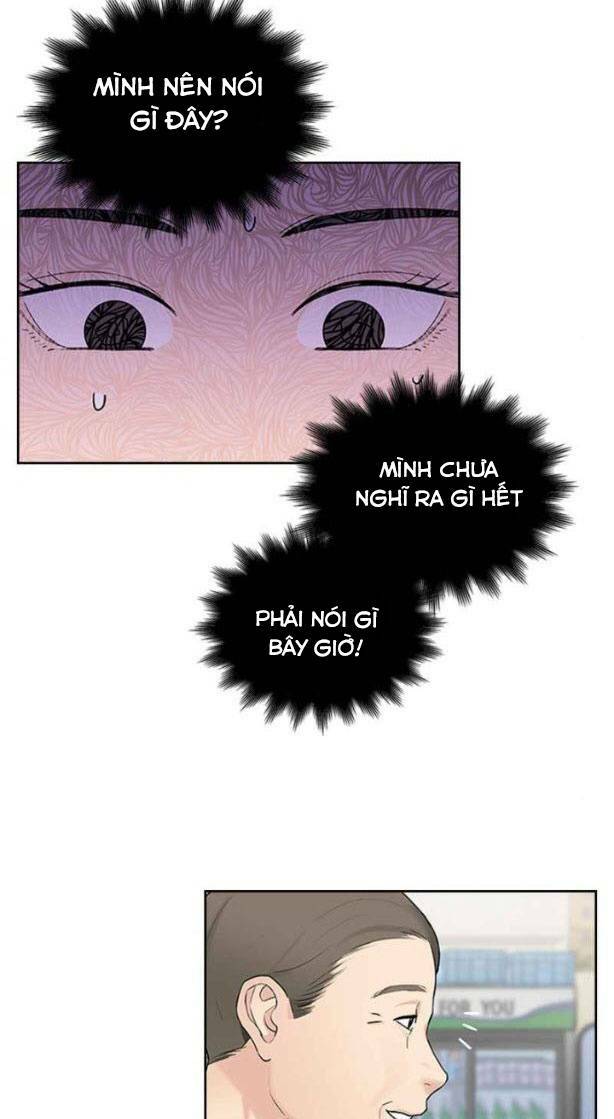 MÌNH NÊN NÓI
GÌ ĐÂY?
MÌNH CHƯA
NGHĨ RA GÌ HẾT
PHẢI NÓI GÌ
BÂY GIỜ!
FOR YOU